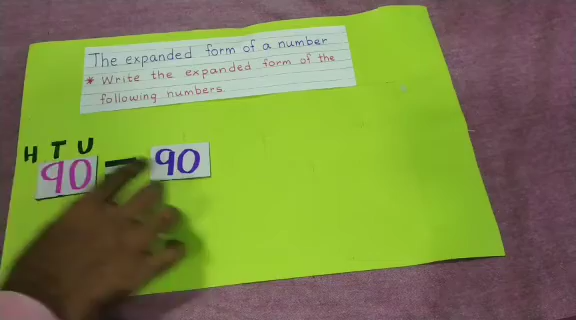 The expanded form of a number
* Write the expanded form of the
following numbers.
H T U
90 = 90